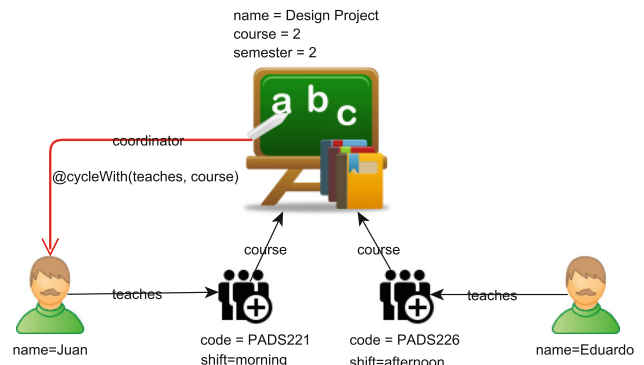 name = Design Project
course = 2
semester = 2
a b c
coordinator
@cycleWith(teaches, course)
course
course
teaches
teaches
name=Juan
code = PADS221
shift=morning
code = PADS226
shift=afternoon
name=Eduardo